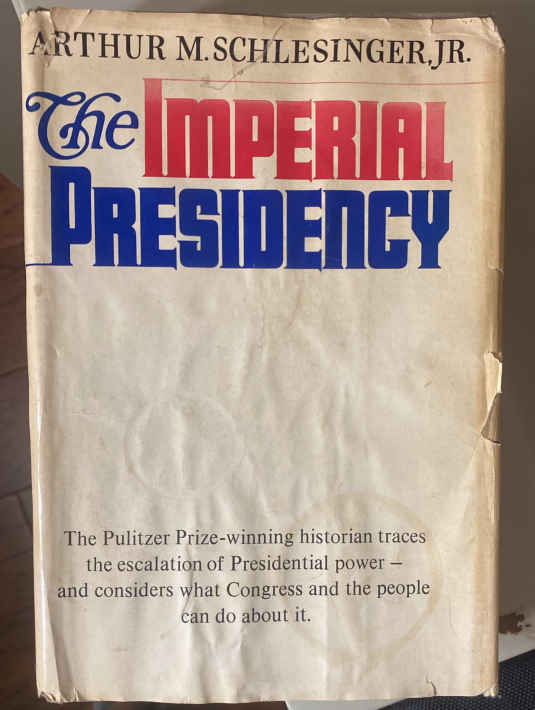 ARTHUR M. SCHLESINGER, JR.
The IMPERIAL
PRESIDENCY
The Pulitzer Prize-winning historian traces
the escalation of Presidential power —
and considers what Congress and the people
can do about it.